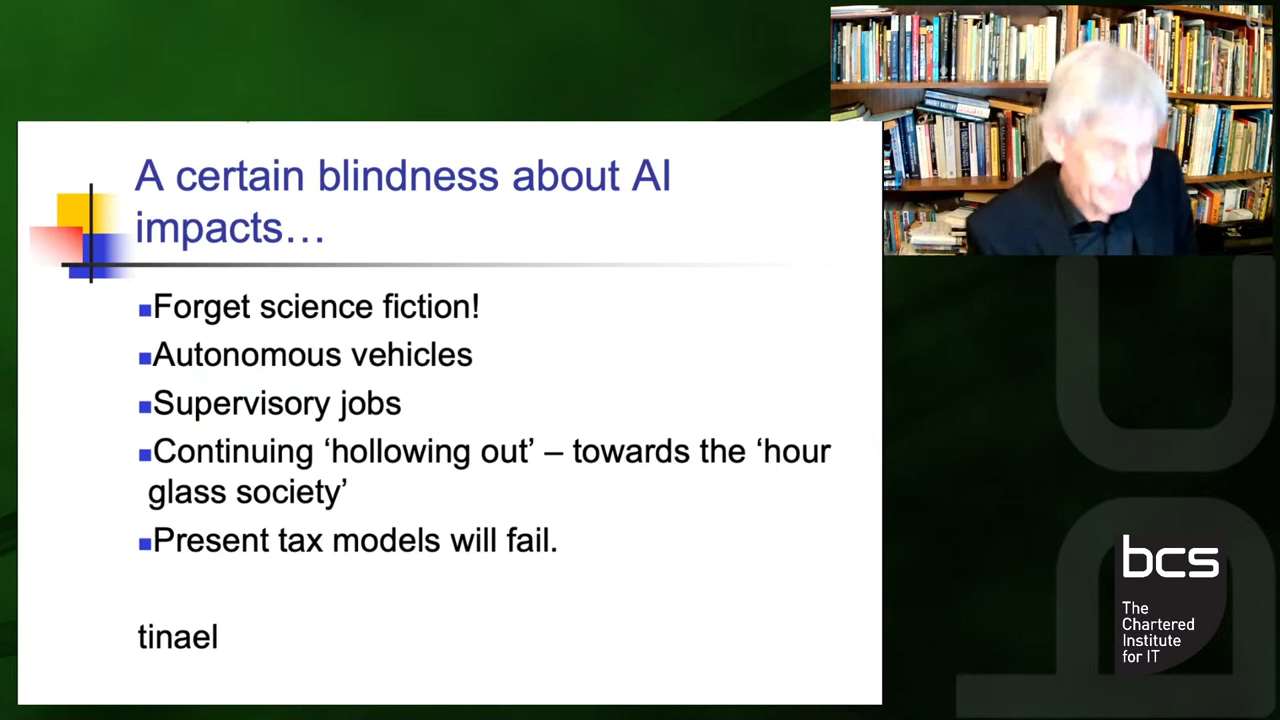 A certain blindness about AI
impacts…
Forget science fiction!
Autonomous vehicles
Supervisory jobs
Continuing ‘hollowing out’ – towards the ‘hour
glass society’
Present tax models will fail.
tinael
bcs
The
Chartered
Institute
for IT